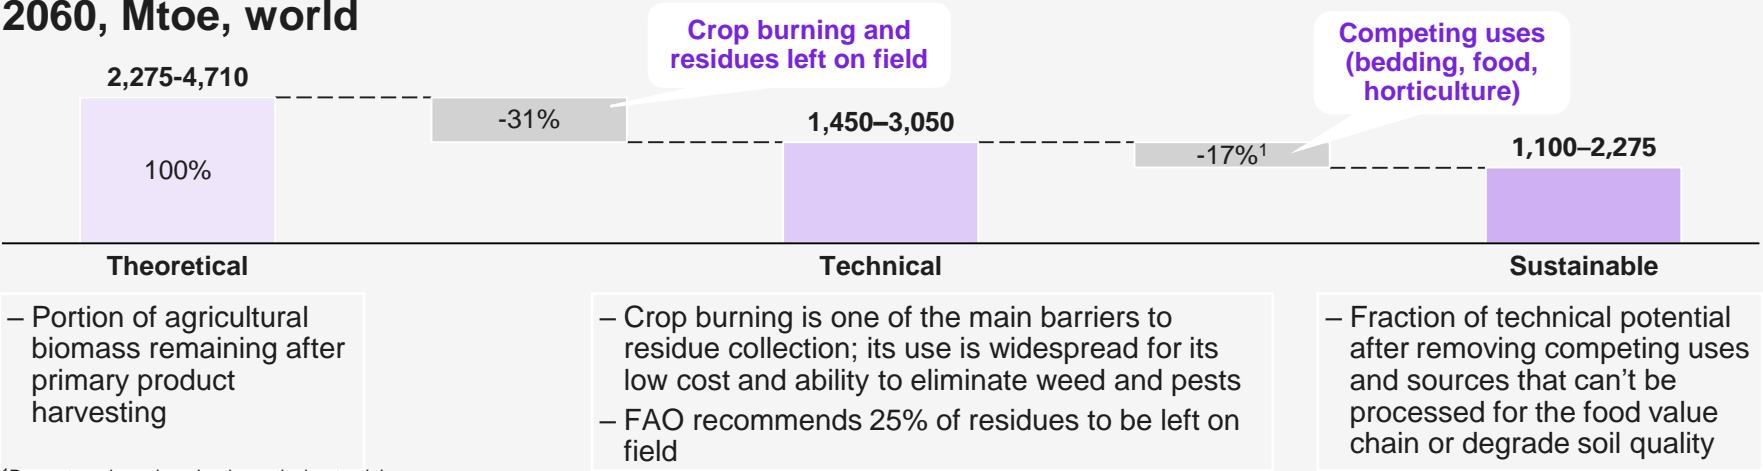 2060, Mtoe, world
Crop burning and
residues left on field
Competing uses
(bedding, food,
horticulture)
2,275-4,710
100%
-31%
1,450–3,050
-17%¹
1,100–2,275
Theoretical
Technical
Sustainable
– Portion of agricultural
biomass remaining after
primary product
harvesting
– Crop burning is one of the main barriers to
residue collection; its use is widespread for its
low cost and ability to eliminate weed and pests
– FAO recommends 25% of residues to be left on
field
– Fraction of technical potential
after removing competing uses
and sources that can’t be
processed for the food value
chain or degrade soil quality